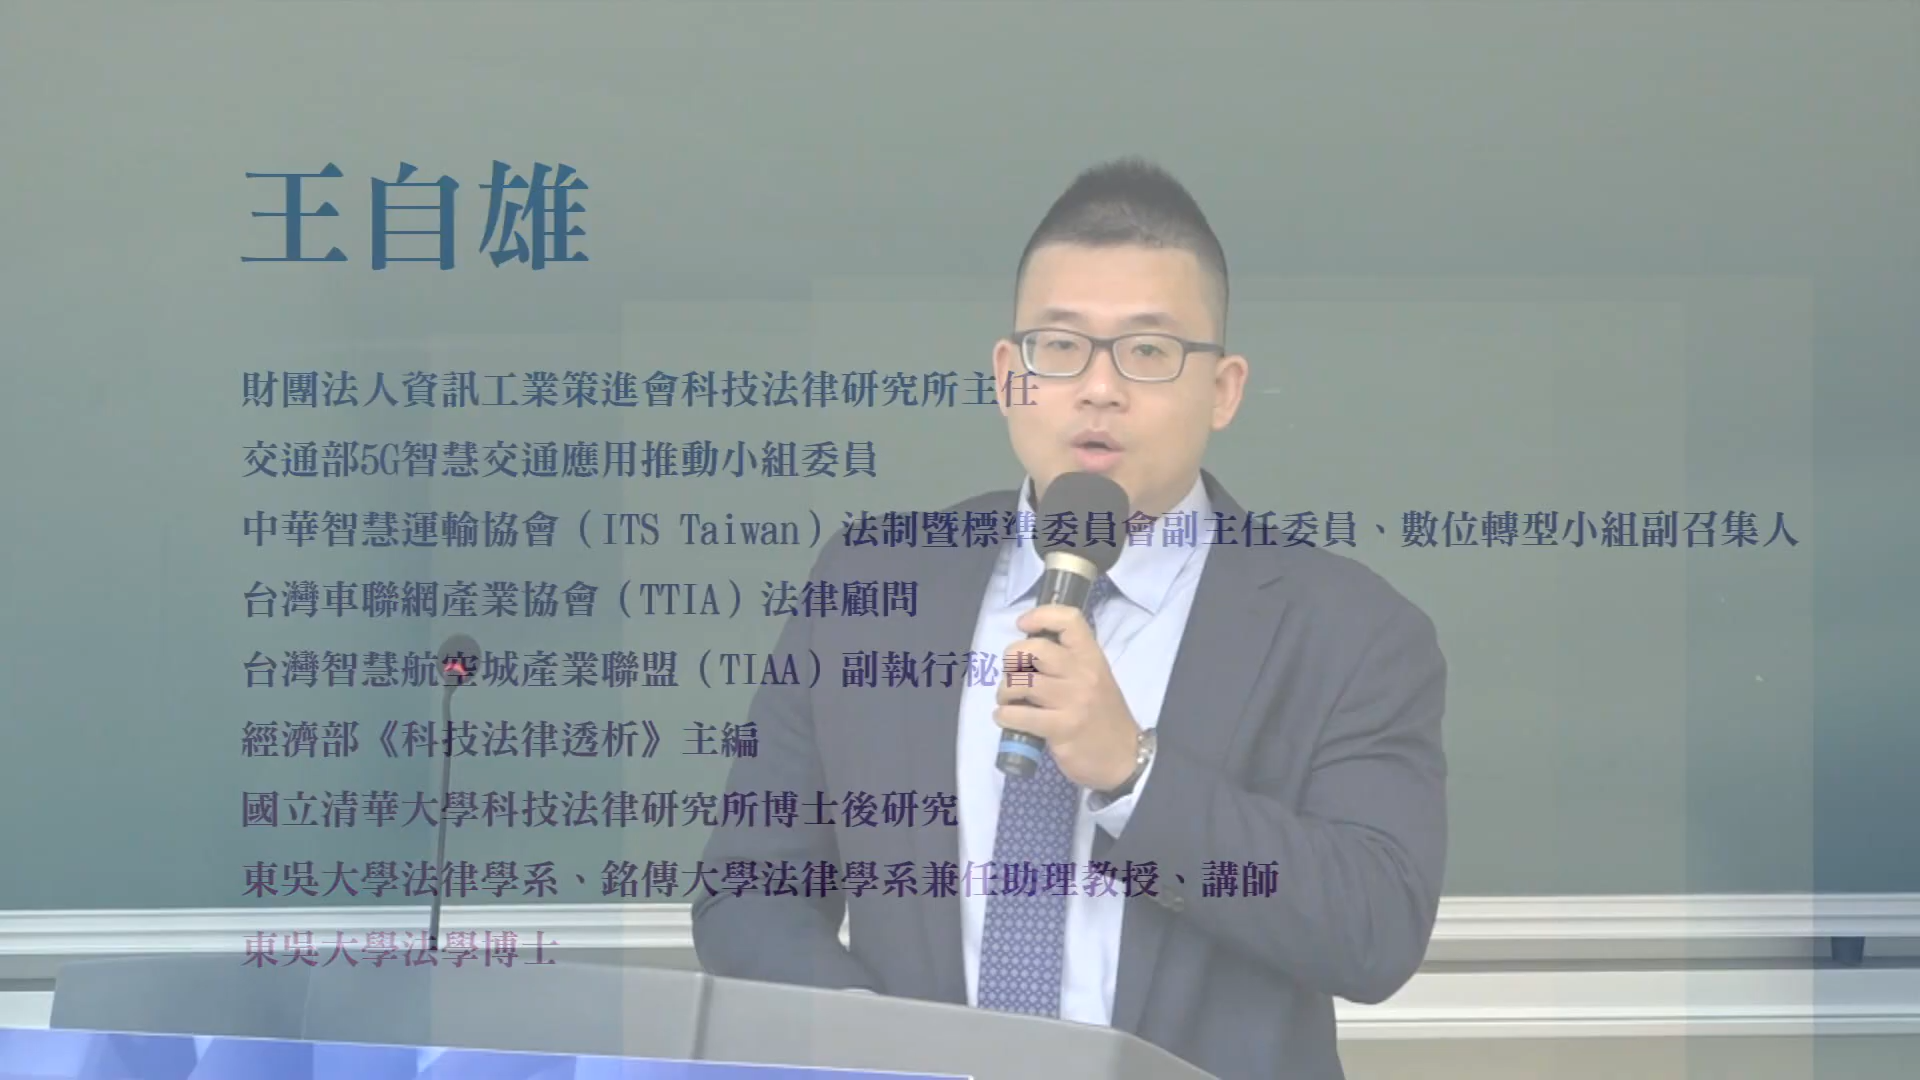 王自雄
財團法人資訊工業策進會科技法律研究所主任
交通部5G智慧交通應用推動小組委員
中華智慧運輸協會（ITS Taiwan）法制暨標準委員會副主任委員、數位轉型小組副召集人
台灣車聯網產業協會（TTIA）法律顧問
台灣智慧航空城產業聯盟（TIAA）副執行秘書
經濟部《科技法律透析》主編
國立清華大學科技法律研究所博士後研究
東吳大學法律學系、銘傳大學法律學系兼任助理教授、講師
東吳大學法學博士